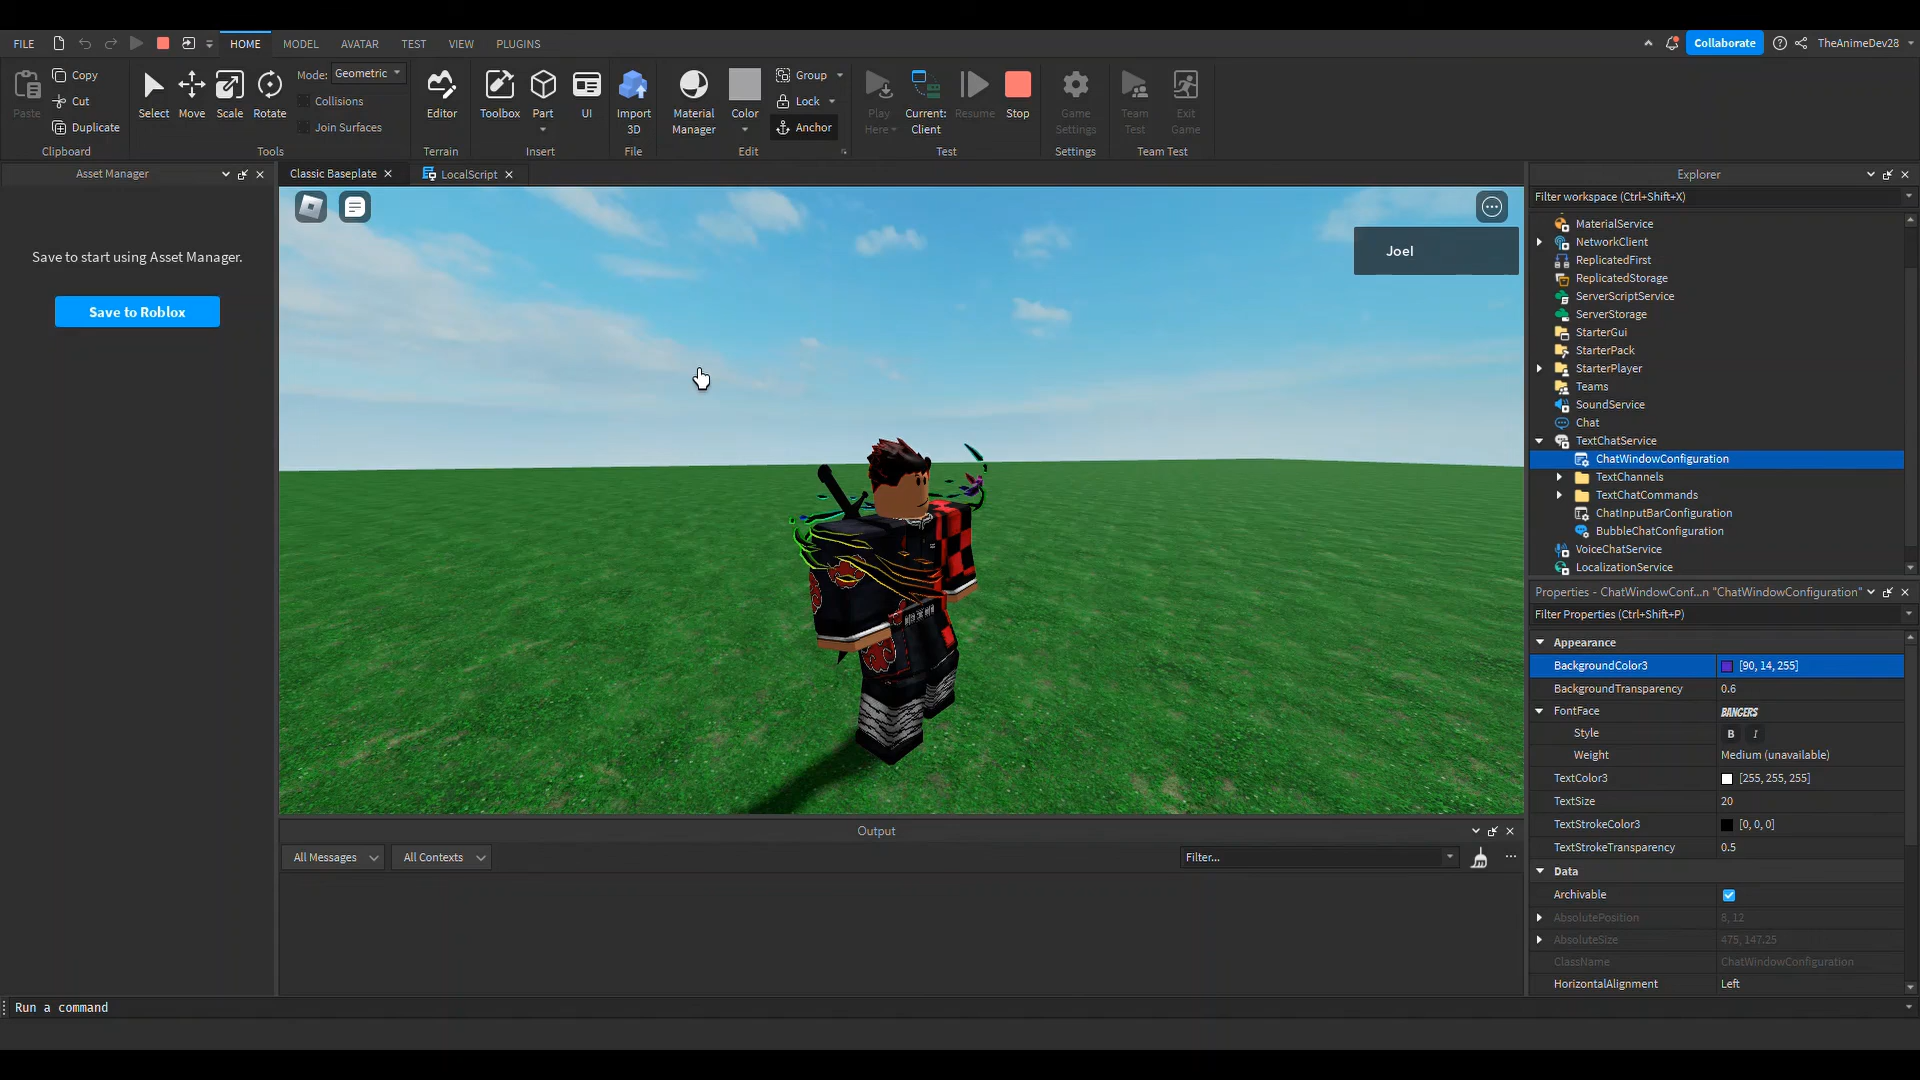 FILE
HOME
MODEL
AVATAR
TEST
VIEW
PLUGINS
Collaborate
TheAnimeDev28
Paste
Copy
Cut
Duplicate
Clipboard
Select
Move
Scale
Rotate
Mode: Geometric
Collisions
Join Surfaces
Tools
Editor
Terrain
Toolbox
Part
UI
Insert
Import
3D
File
Material
Manager
Color
Group
Lock
Anchor
Edit
Play
Here
Current:
Client
Resume
Stop
Test
Game
Settings
Settings
Team
Test
Exit
Game
Team Test
Asset Manager
Save to start using Asset Manager.
Save to Roblox
Classic Baseplate
LocalScript
Joel
Output
All Messages
All Contexts
Filter...
Run a command
Explorer
Filter workspace (Ctrl+Shift+X)
MaterialService
NetworkClient
ReplicatedFirst
ReplicatedStorage
ServerScriptService
ServerStorage
StarterGui
StarterPack
StarterPlayer
Teams
SoundService
Chat
TextChatService
ChatWindowConfiguration
TextChannels
TextChatCommands
ChatInputBarConfiguration
BubbleChatConfiguration
VoiceChatService
LocalizationService
Properties - ChatWindowConf...n "ChatWindowConfiguration"
Filter Properties (Ctrl+Shift+P)
Appearance
BackgroundColor3 [90, 14, 255]
BackgroundTransparency 0.6
FontFace BANGERS
Style B I
Weight Medium (unavailable)
TextColor3 [255, 255, 255]
TextSize 20
TextStrokeColor3 [0, 0, 0]
TextStrokeTransparency 0.5
Data
Archivable
AbsolutePosition 8, 12
AbsoluteSize 475, 147.25
ClassName ChatWindowConfiguration
HorizontalAlignment Left